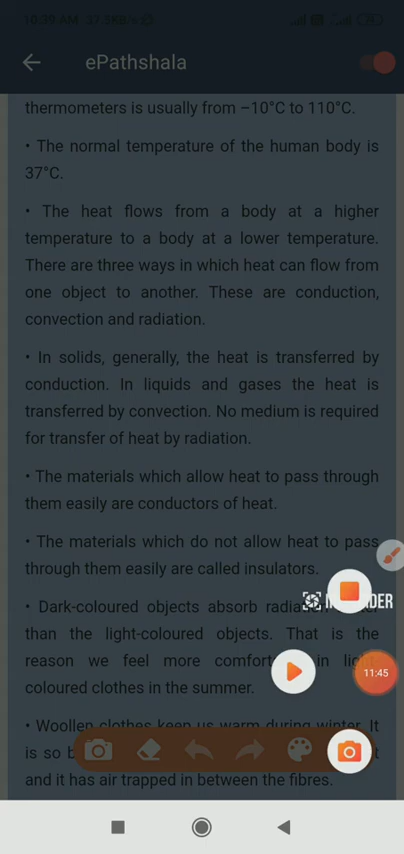 10:39 AM 37.3KB/s
ePathshala
thermometers is usually from –10°C to 110°C.
• The normal temperature of the human body is
37°C.
• The heat flows from a body at a higher
temperature to a body at a lower temperature.
There are three ways in which heat can flow from
one object to another. These are conduction,
convection and radiation.
• In solids, generally, the heat is transferred by
conduction. In liquids and gases the heat is
transferred by convection. No medium is required
for transfer of heat by radiation.
• The materials which allow heat to pass through
them easily are conductors of heat.
• The materials which do not allow heat to pass
through them easily are called insulators.
• Dark-coloured objects absorb
than the light-coloured objects. That is the
reason we feel more in
coloured clothes in the summer.
11:45
• Woollen clothes keep us warm during winter. It
is so
and it has air trapped in between the fibres.